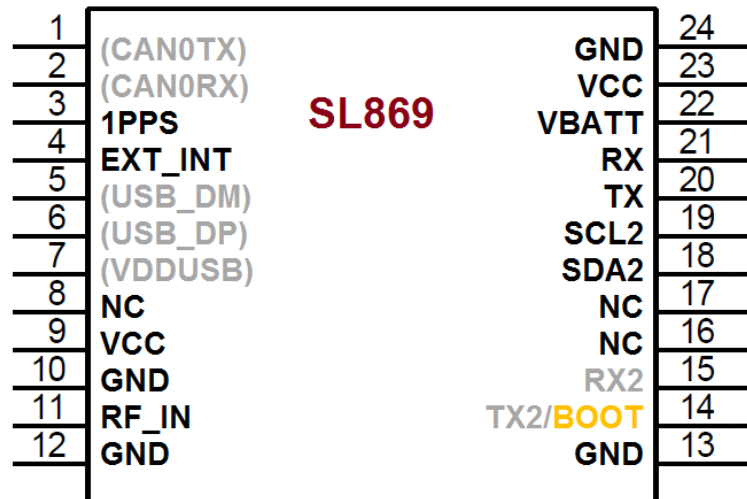 SL869
1 (CAN0TX)
2 (CAN0RX)
3 1PPS
4 EXT_INT
5 (USB_DM)
6 (USB_DP)
7 (VDDUSB)
8 NC
9 VCC
10 GND
11 RF_IN
12 GND
GND 24
VCC 23
VBATT 22
RX 21
TX 20
SCL2 19
SDA2 18
NC 17
NC 16
RX2 15
TX2/BOOT 14
GND 13